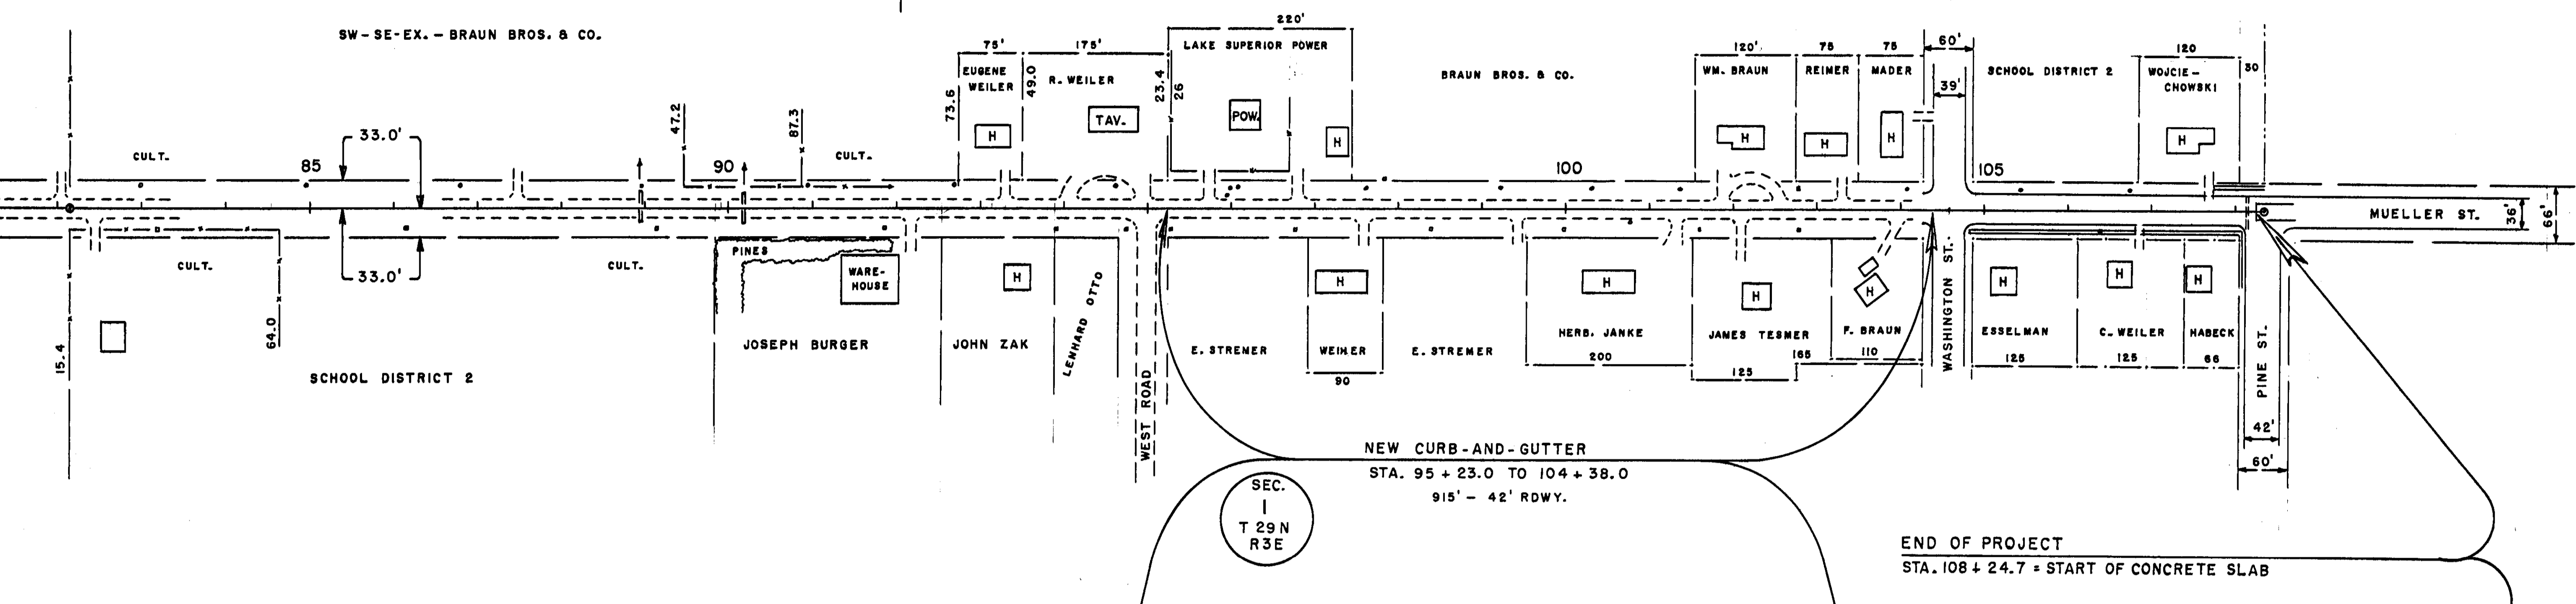 SW-SE-EX. - BRAUN BROS. & CO.
220'
75'
175'
LAKE SUPERIOR POWER
120'
75
75
60'
120
EUGENE
WEILER
49.0
R. WEILER
23.4
26
BRAUN BROS. & CO.
WM. BRAUN
REIMER
MADER
SCHOOL DISTRICT 2
WOJCIE-
CHOWSKI
30
39'
47.2
87.3
73.6
TAV.
POW.
H
H
H
H
H
H
33.0'
CULT.
85
90
CULT.
100
105
MUELLER ST.
36'
66'
PINES
CULT.
33.0'
CULT.
WARE-
HOUSE
H
H
H
H
H
H
H
H
15.4
64.0
JOSEPH BURGER
JOHN ZAK
LENHARD OTTO
WEST ROAD
E. STREMER
WEIHER
E. STREMER
HERB. JANKE
JAMES TESMER
F. BRAUN
WASHINGTON ST.
ESSELMAN
C. WEILER
HABECK
PINE ST.
90
200
125
165
110
125
125
66
SCHOOL DISTRICT 2
42'
60'
NEW CURB-AND-GUTTER
STA. 95 + 23.0 TO 104 + 38.0
915' - 42' RDWY.
SEC.
1
T 29 N
R3E
END OF PROJECT
STA. 108 + 24.7 = START OF CONCRETE SLAB